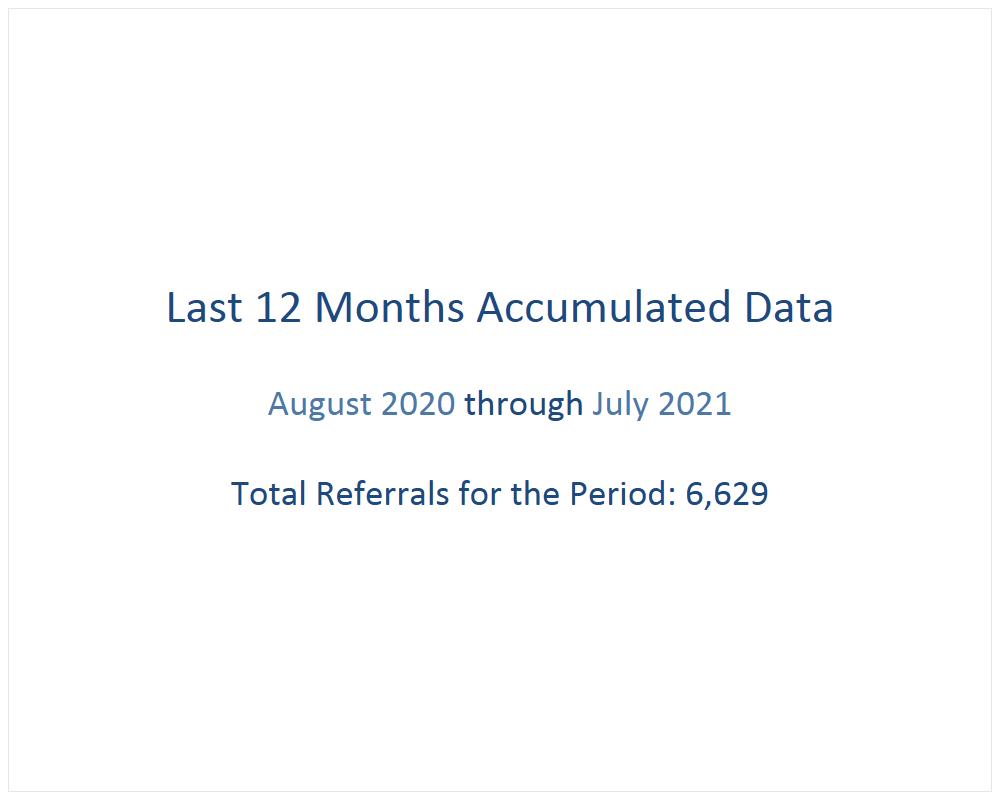 Last 12 Months Accumulated Data
August 2020 through July 2021
Total Referrals for the Period: 6,629